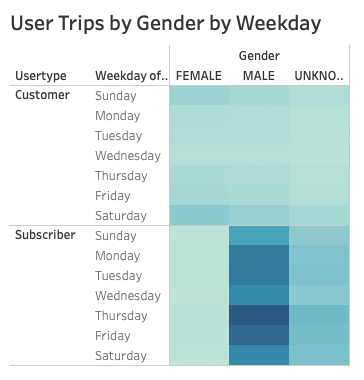 User Trips by Gender by Weekday
Gender
Usertype Weekday of.. FEMALE MALE UNKNO..
Customer Sunday
Monday
Tuesday
Wednesday
Thursday
Friday
Saturday
Subscriber Sunday
Monday
Tuesday
Wednesday
Thursday
Friday
Saturday